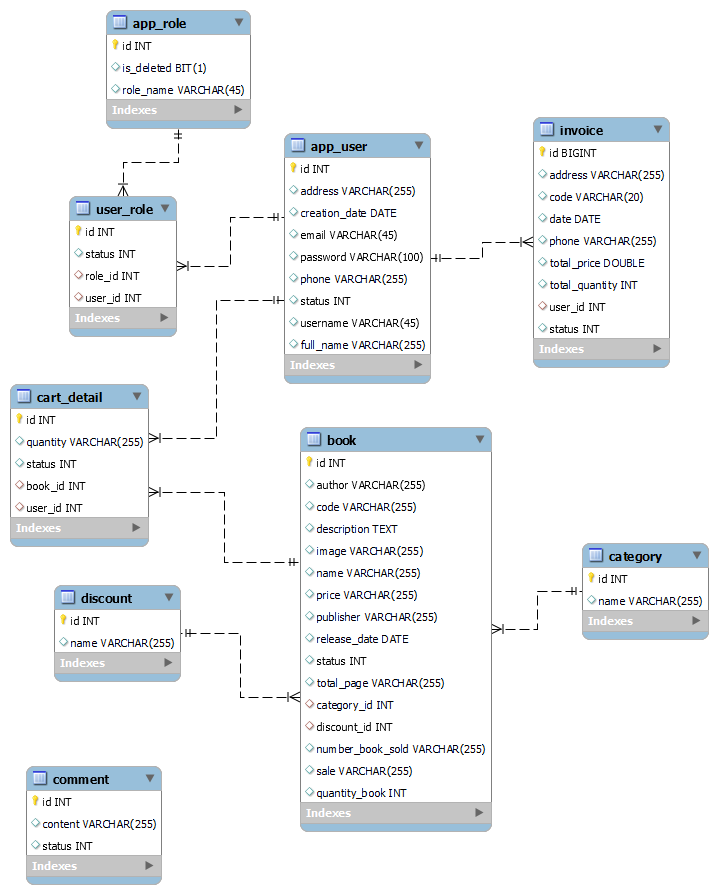 app_role
id INT
is_deleted BIT(1)
role_name VARCHAR(45)
Indexes
user_role
id INT
status INT
role_id INT
user_id INT
Indexes
app_user
id INT
address VARCHAR(255)
creation_date DATE
email VARCHAR(45)
password VARCHAR(100)
phone VARCHAR(255)
status INT
username VARCHAR(45)
full_name VARCHAR(255)
Indexes
invoice
id BIGINT
address VARCHAR(255)
code VARCHAR(20)
date DATE
phone VARCHAR(255)
total_price DOUBLE
total_quantity INT
user_id INT
status INT
Indexes
cart_detail
id INT
quantity VARCHAR(255)
status INT
book_id INT
user_id INT
Indexes
book
id INT
author VARCHAR(255)
code VARCHAR(255)
description TEXT
image VARCHAR(255)
name VARCHAR(255)
price VARCHAR(255)
publisher VARCHAR(255)
release_date DATE
status INT
total_page VARCHAR(255)
category_id INT
discount_id INT
number_book_sold VARCHAR(255)
sale VARCHAR(255)
quantity_book INT
Indexes
category
id INT
name VARCHAR(255)
Indexes
discount
id INT
name VARCHAR(255)
Indexes
comment
id INT
content VARCHAR(255)
status INT
Indexes